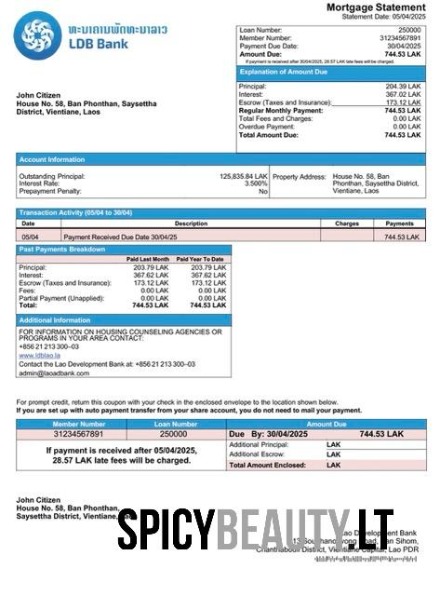 Mortgage Statement
Statement Date: 05/04/2025
ທະນາຄານພັດທະນາລາວ
LDB Bank
Loan Number: 250000
Member Number: 31234567891
Payment Due Date: 30/04/2025
Amount Due: 744.53 LAK
If payment is received after 30/04/2025, 28.57 LAK late fees will be charged.
Explanation of Amount Due
Principal: 204.39 LAK
Interest: 367.02 LAK
Escrow (Taxes and Insurance): 173.12 LAK
Regular Monthly Payment: 744.53 LAK
Total Fees and Charges: 0.00 LAK
Overdue Payment: 0.00 LAK
Total Amount Due: 744.53 LAK
John Citizen
House No. 58, Ban Phonthan, Saysettha
District, Vientiane, Laos
Account Information
Outstanding Principal: 125,835.84 LAK
Interest Rate: 3.500%
Prepayment Penalty: No
Property Address: House No. 58, Ban
Phonthan, Saysettha District,
Vientiane, Laos
Transaction Activity (05/04 to 30/04)
Date Description Charges Payments
05/04 Payment Received Due Date 30/04/25 744.53 LAK
Past Payments Breakdown
Paid Last Month Paid Year To Date
Principal: 203.79 LAK 203.79 LAK
Interest: 367.62 LAK 367.62 LAK
Escrow (Taxes and Insurance): 173.12 LAK 173.12 LAK
Fees: 0.00 LAK 0.00 LAK
Partial Payment (Unapplied): 0.00 LAK 0.00 LAK
Total: 744.53 LAK 744.53 LAK
Additional Information
FOR INFORMATION ON HOUSING COUNSELING AGENCIES OR
PROGRAMS IN YOUR AREA CONTACT:
+856 21 213 300–03
www.ldblao.la
Contact the Lao Development Bank at: +856 21 213 300–03
admin@laoadbank.com
For prompt credit, return this coupon with your check in the enclosed envelope to the location shown below.
If you are set up with auto payment transfer from your share account, you do not need to mail your payment.
Member Number Loan Number Amount Due
31234567891 250000 Due By: 30/04/2025 744.53 LAK
If payment is received after 05/04/2025,
28.57 LAK late fees will be charged.
Additional Principal: LAK
Additional Escrow: LAK
Total Amount Enclosed: LAK
John Citizen
House No. 58, Ban Phonthan,
Saysettha District, Vientiane,
SPICYBEAUTY.LT
Lao Development Bank
Road, Ban Sihom,
Chanthabouli District, Vientiane Capital, Lao PDR